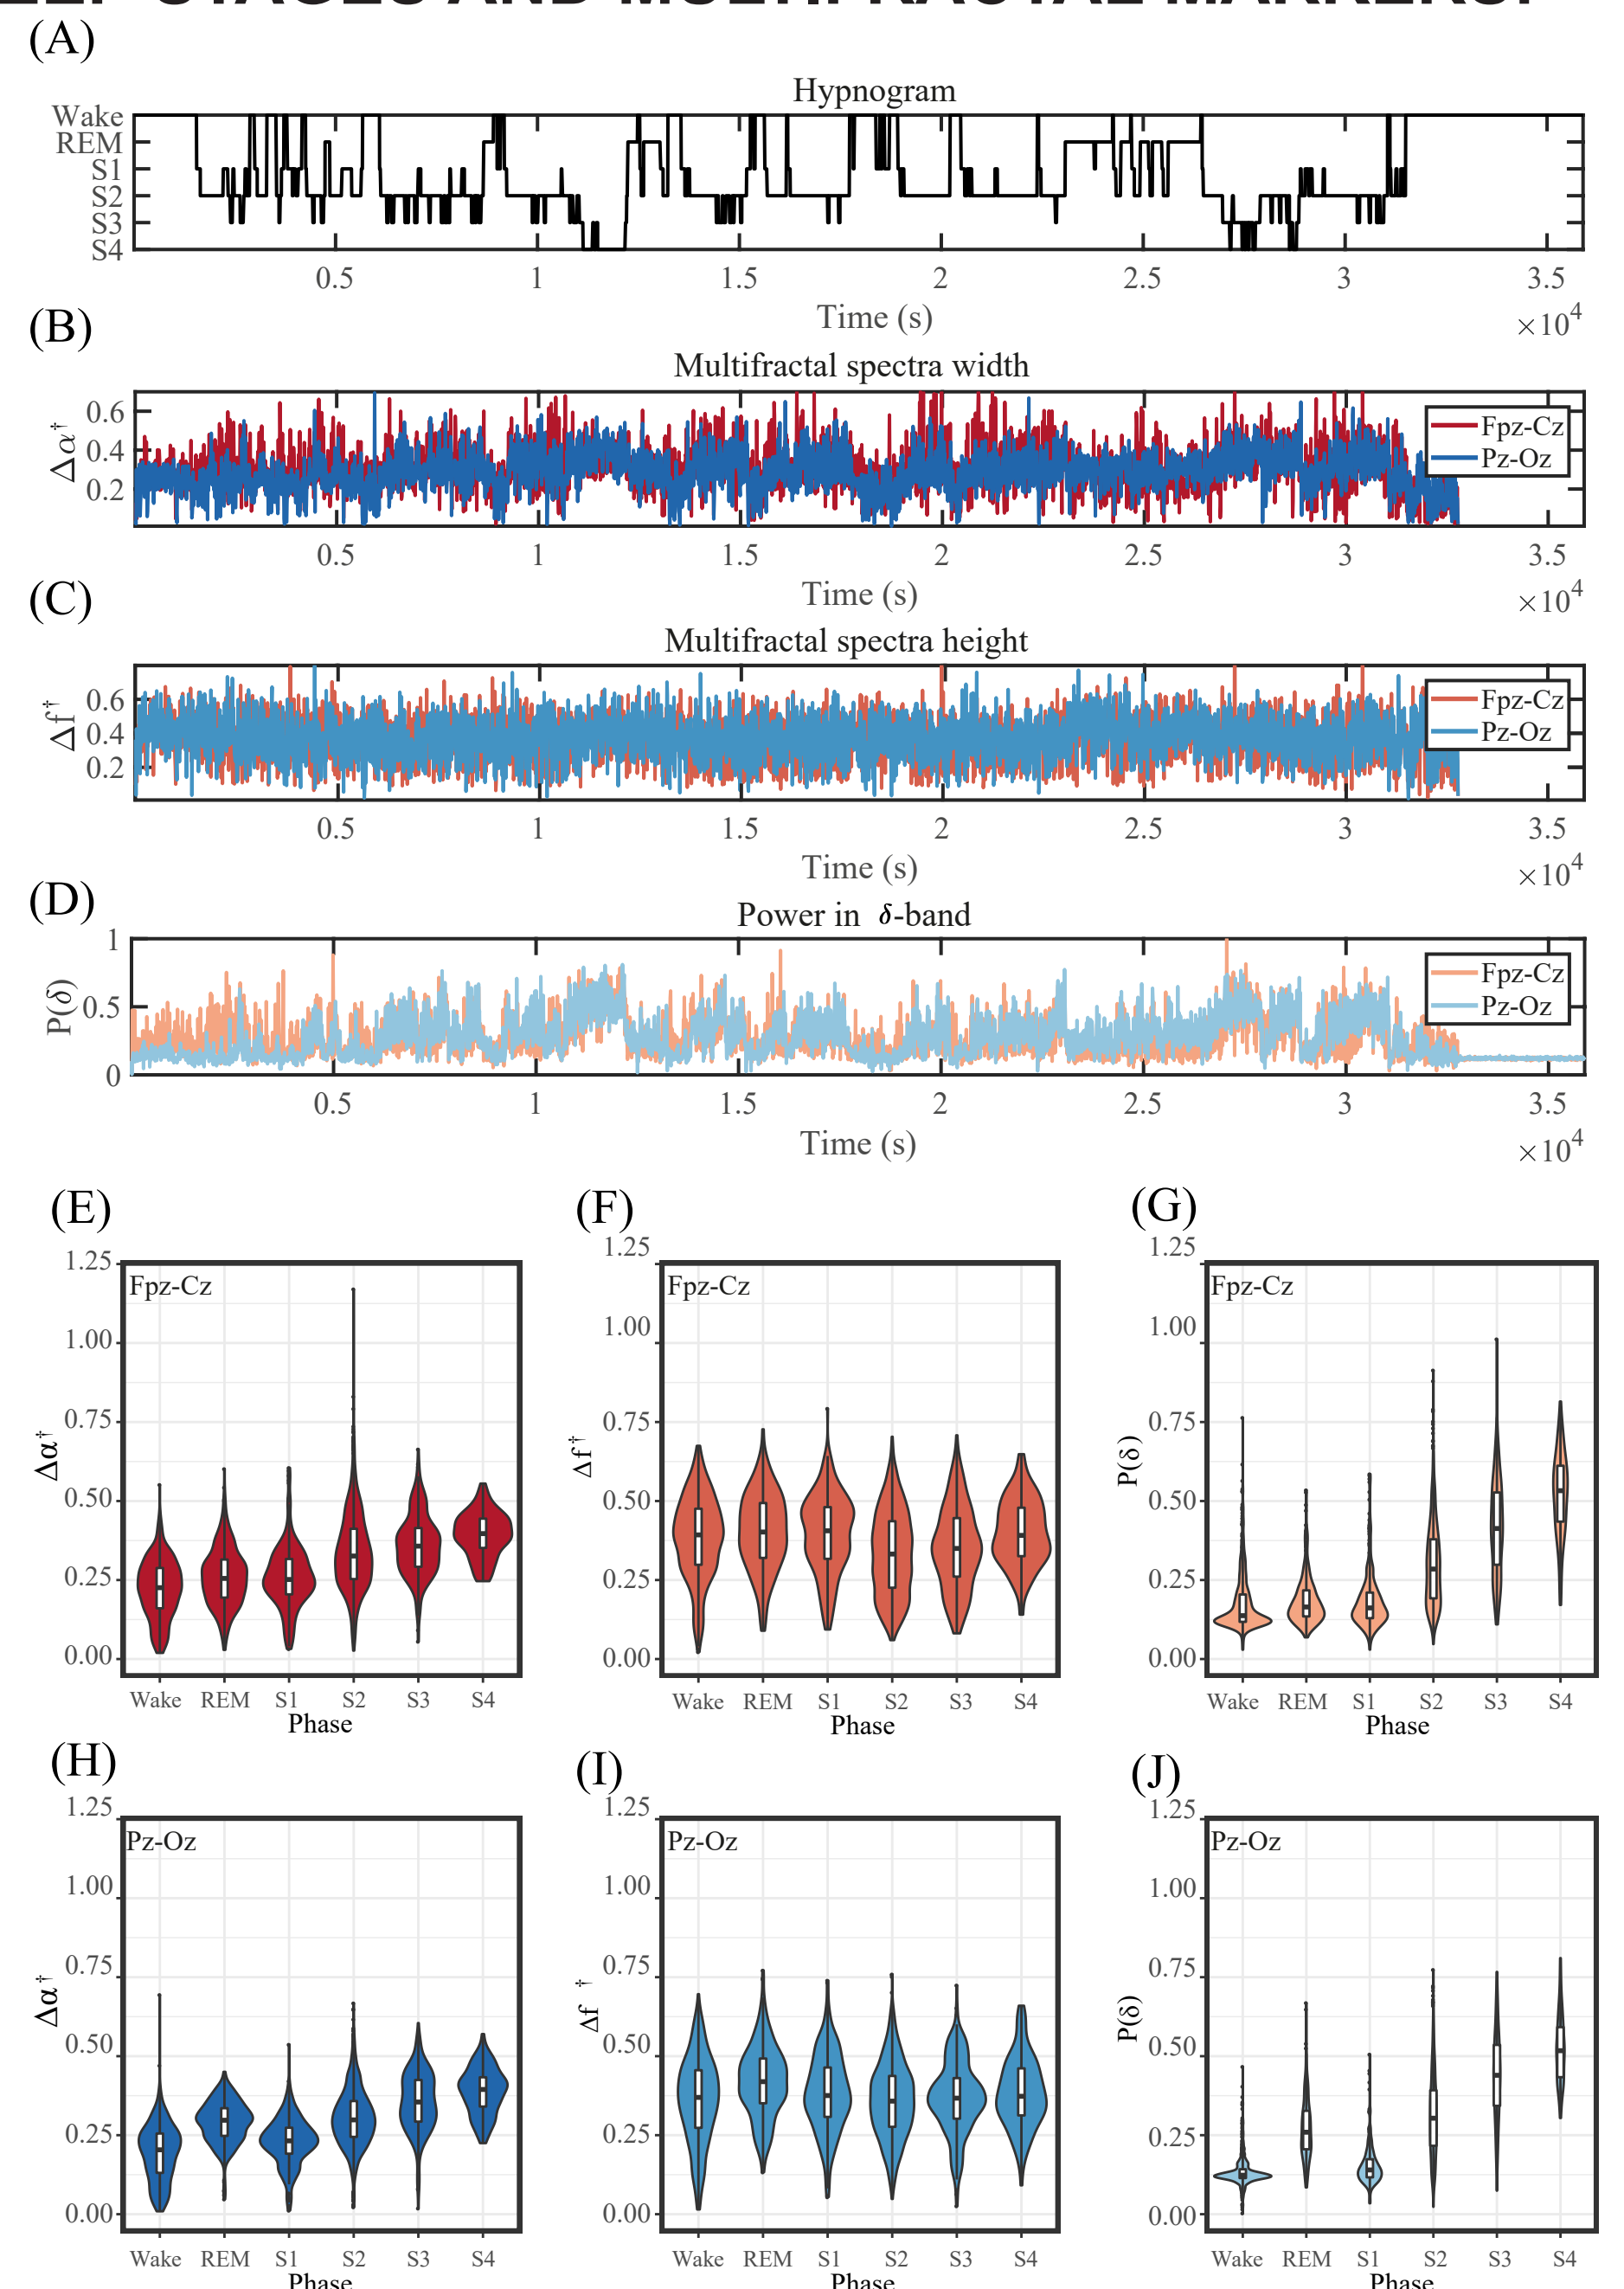 (A)
Hypnogram
Wake
REM
S1
S2
S3
S4
0.5 1 1.5 2 2.5 3 3.5
Time (s)
×10⁴
(B)
Multifractal spectra width
Δα†
0.6
0.4
0.2
Fpz-Cz
Pz-Oz
0.5 1 1.5 2 2.5 3 3.5
Time (s)
×10⁴
(C)
Multifractal spectra height
Δf†
0.6
0.4
0.2
Fpz-Cz
Pz-Oz
0.5 1 1.5 2 2.5 3 3.5
Time (s)
×10⁴
(D)
Power in δ-band
P(δ)
1
0.5
0
Fpz-Cz
Pz-Oz
0.5 1 1.5 2 2.5 3 3.5
Time (s)
×10⁴
(E)
Fpz-Cz
Δα†
1.25
1.00
0.75
0.50
0.25
0.00
Wake REM S1 S2 S3 S4
Phase
(F)
Fpz-Cz
Δf†
1.25
1.00
0.75
0.50
0.25
0.00
Wake REM S1 S2 S3 S4
Phase
(G)
Fpz-Cz
P(δ)
1.25
1.00
0.75
0.50
0.25
0.00
Wake REM S1 S2 S3 S4
Phase
(H)
Pz-Oz
Δα†
1.25
1.00
0.75
0.50
0.25
0.00
Wake REM S1 S2 S3 S4
Phase
(I)
Pz-Oz
Δf †
1.25
1.00
0.75
0.50
0.25
0.00
Wake REM S1 S2 S3 S4
Phase
(J)
Pz-Oz
P(δ)
1.25
1.00
0.75
0.50
0.25
0.00
Wake REM S1 S2 S3 S4
Phase